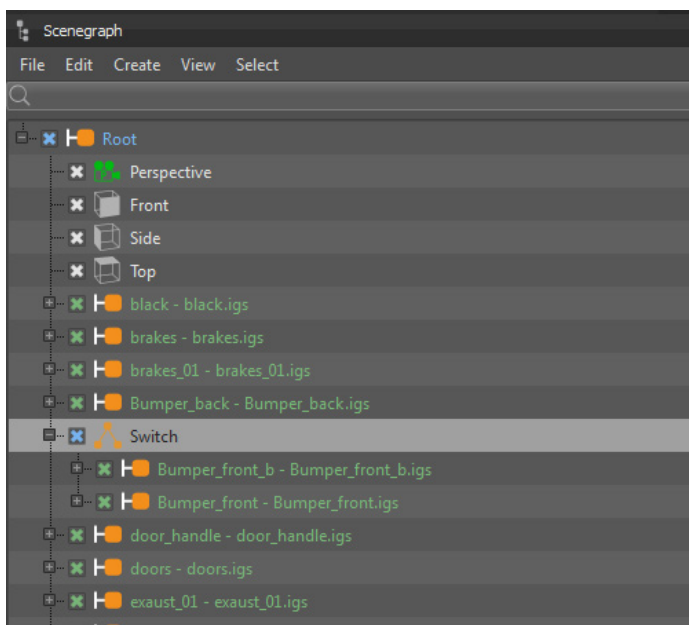 Scenegraph
File Edit Create View Select
Root
Perspective
Front
Side
Top
black - black.igs
brakes - brakes.igs
brakes_01 - brakes_01.igs
Bumper_back - Bumper_back.igs
Switch
Bumper_front_b - Bumper_front_b.igs
Bumper_front - Bumper_front.igs
door_handle - door_handle.igs
doors - doors.igs
exaust_01 - exaust_01.igs